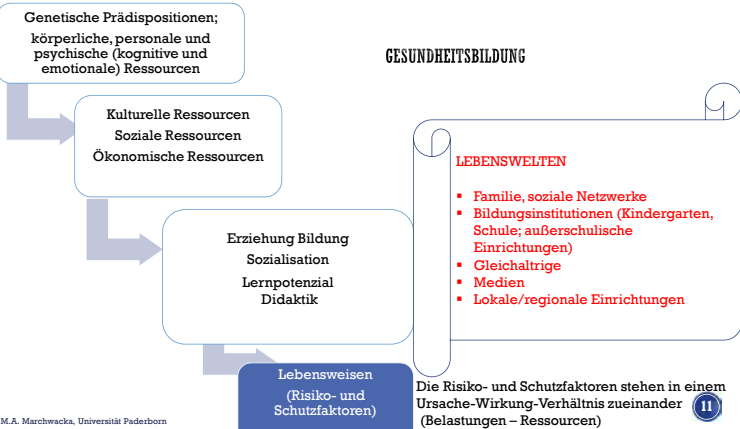 Genetische Prädispositionen;
körperliche, personale und
psychische (kognitive und
emotionale) Ressourcen
GESUNDHEITSBILDUNG
Kulturelle Ressourcen
Soziale Ressourcen
Ökonomische Ressourcen
LEBENSWELTEN
▪ Familie, soziale Netzwerke
▪ Bildungsinstitutionen (Kindergarten,
Schule; außerschulische
Einrichtungen)
▪ Gleichaltrige
▪ Medien
▪ Lokale/regionale Einrichtungen
Erziehung Bildung
Sozialisation
Lernpotenzial
Didaktik
Lebensweisen
(Risiko- und
Schutzfaktoren)
Die Risiko- und Schutzfaktoren stehen in einem
Ursache-Wirkung-Verhältnis zueinander
(Belastungen – Ressourcen)
11
M.A. Marchwacka, Universität Paderborn